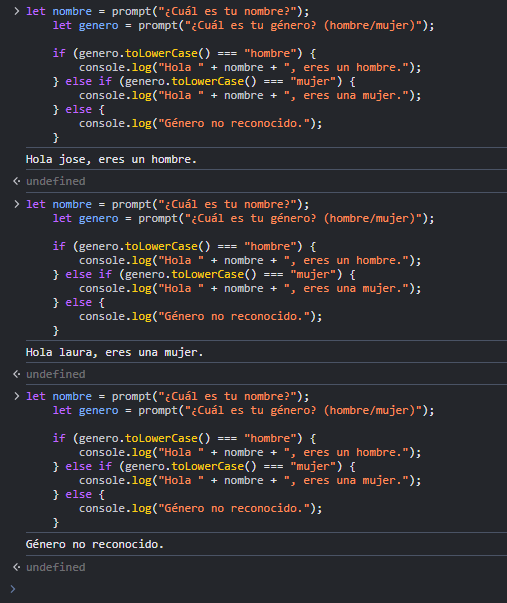 let nombre = prompt("¿Cuál es tu nombre?");
let genero = prompt("¿Cuál es tu género? (hombre/mujer)");
if (genero.toLowerCase() === "hombre") {
console.log("Hola " + nombre + ", eres un hombre.");
} else if (genero.toLowerCase() === "mujer") {
console.log("Hola " + nombre + ", eres una mujer.");
} else {
console.log("Género no reconocido.");
}
Hola jose, eres un hombre.
undefined
let nombre = prompt("¿Cuál es tu nombre?");
let genero = prompt("¿Cuál es tu género? (hombre/mujer)");
if (genero.toLowerCase() === "hombre") {
console.log("Hola " + nombre + ", eres un hombre.");
} else if (genero.toLowerCase() === "mujer") {
console.log("Hola " + nombre + ", eres una mujer.");
} else {
console.log("Género no reconocido.");
}
Hola laura, eres una mujer.
undefined
let nombre = prompt("¿Cuál es tu nombre?");
let genero = prompt("¿Cuál es tu género? (hombre/mujer)");
if (genero.toLowerCase() === "hombre") {
console.log("Hola " + nombre + ", eres un hombre.");
} else if (genero.toLowerCase() === "mujer") {
console.log("Hola " + nombre + ", eres una mujer.");
} else {
console.log("Género no reconocido.");
}
Género no reconocido.
undefined